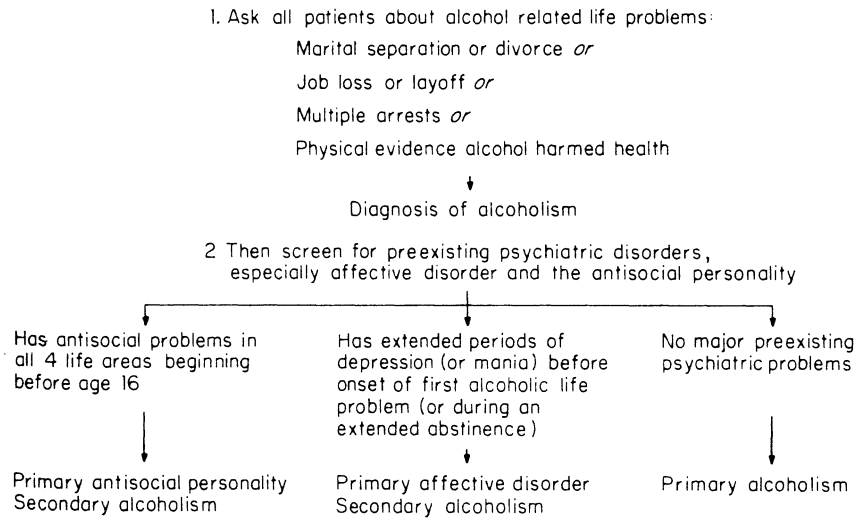 1. Ask all patients about alcohol related life problems:
Marital separation or divorce or
Job loss or layoff or
Multiple arrests or
Physical evidence alcohol harmed health
Diagnosis of alcoholism
2 Then screen for preexisting psychiatric disorders,
especially affective disorder and the antisocial personality
Has antisocial problems in
all 4 life areas beginning
before age 16
Has extended periods of
depression (or mania) before
onset of first alcoholic life
problem (or during an
extended abstinence)
No major preexisting
psychiatric problems
Primary antisocial personality
Secondary alcoholism
Primary affective disorder
Secondary alcoholism
Primary alcoholism